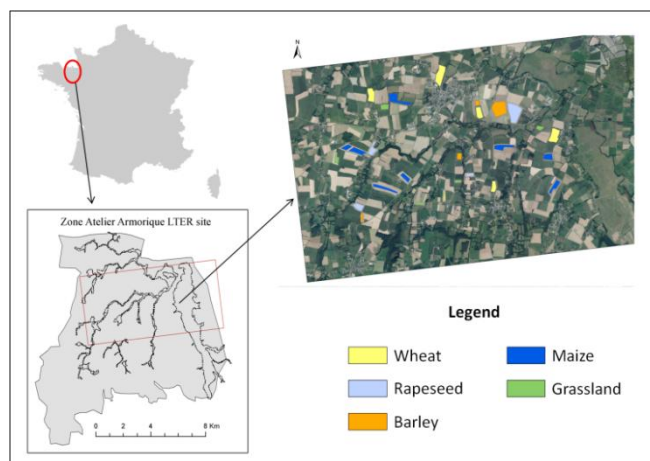 N
Zone Atelier Armorique LTER site
0 2 4 8 Km
Legend
Wheat
Maize
Rapeseed
Grassland
Barley